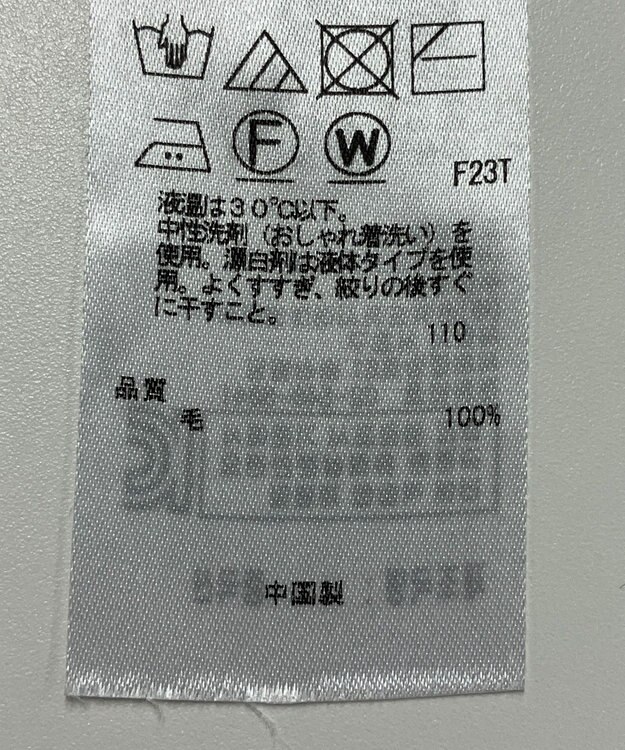 F
W
F23T
液温は30℃以下。
中性洗剤(おしゃれ着洗い)を
使用。漂白剤は液体タイプを使
用。よくすすぎ、絞りの後すぐ
に干すこと。
110
品質
毛 100%
中国製